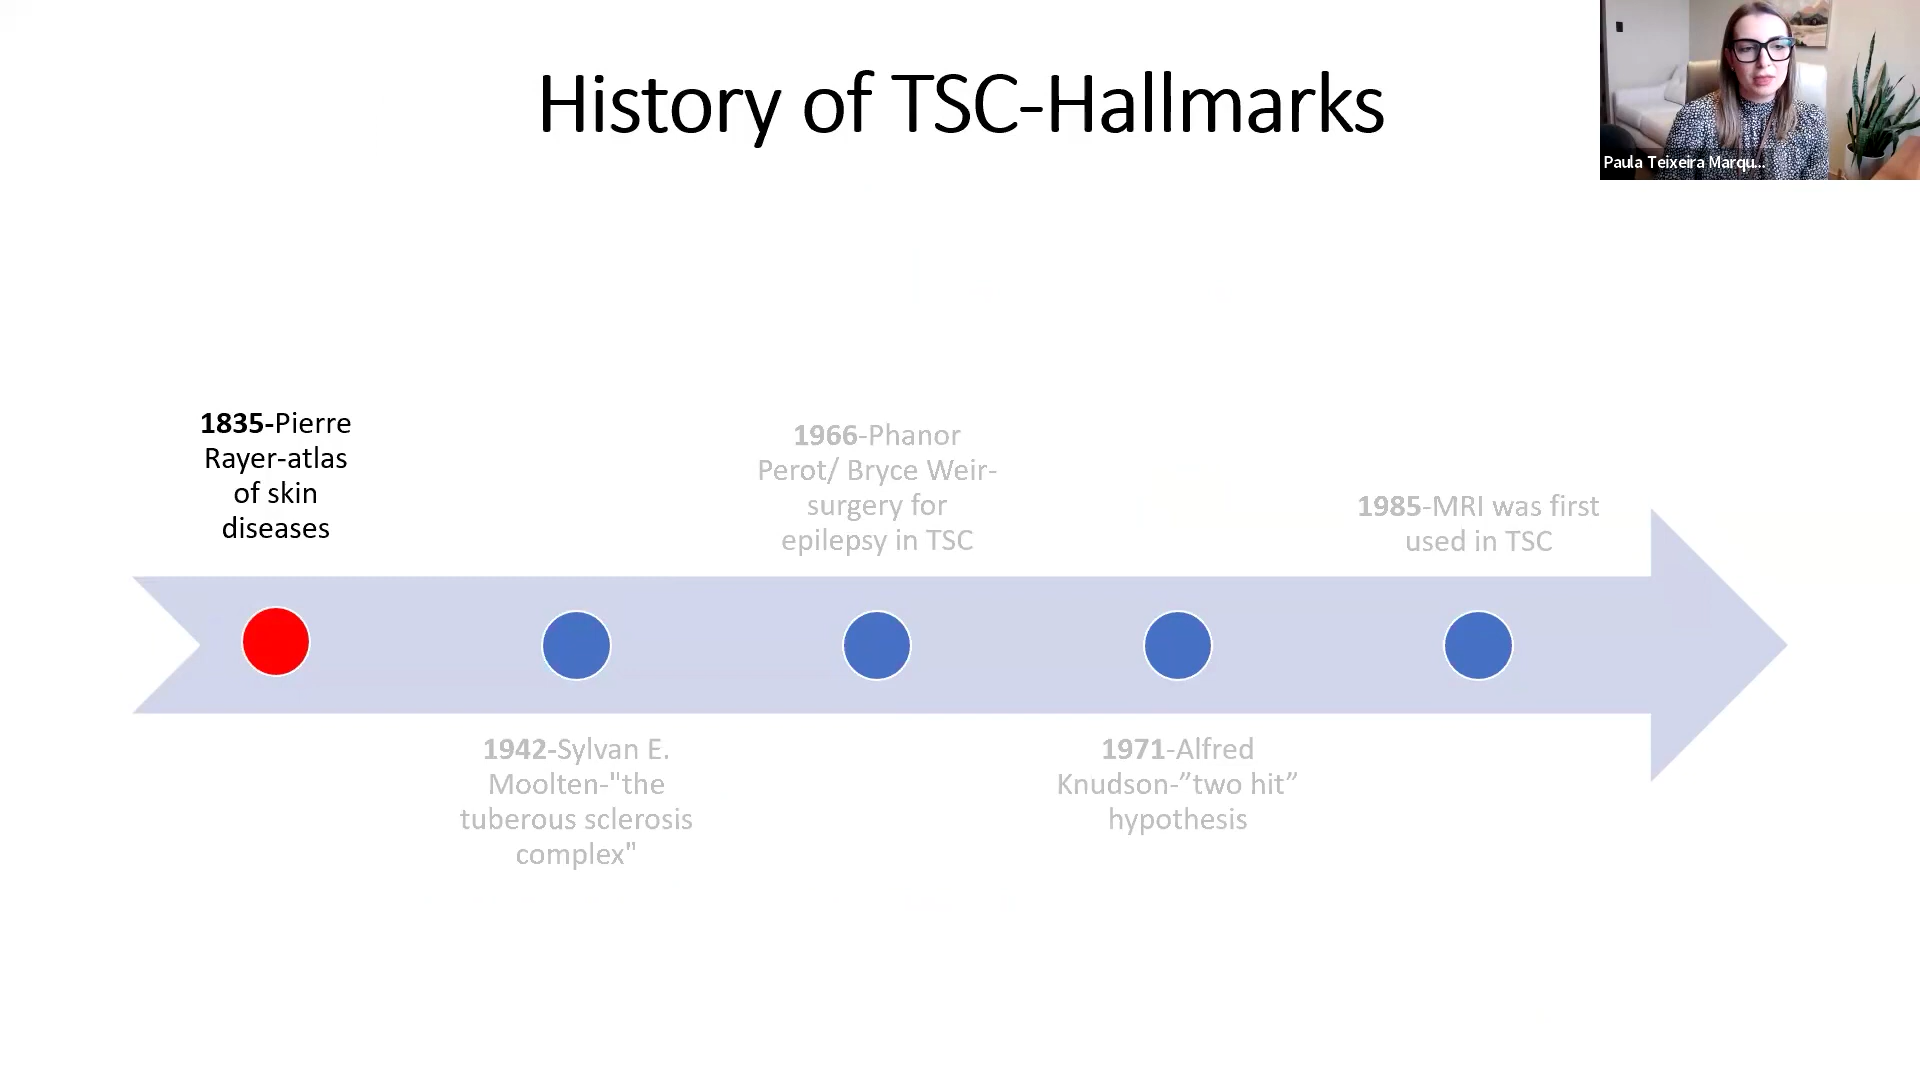 History of TSC-Hallmarks
Paula Teixeira Marqu...
1835-Pierre
Rayer-atlas
of skin
diseases
1942-Sylvan E.
Moolten-"the
tuberous sclerosis
complex"
1966-Phanor
Perot/ Bryce Weir-
surgery for
epilepsy in TSC
1971-Alfred
Knudson-”two hit”
hypothesis
1985-MRI was first
used in TSC